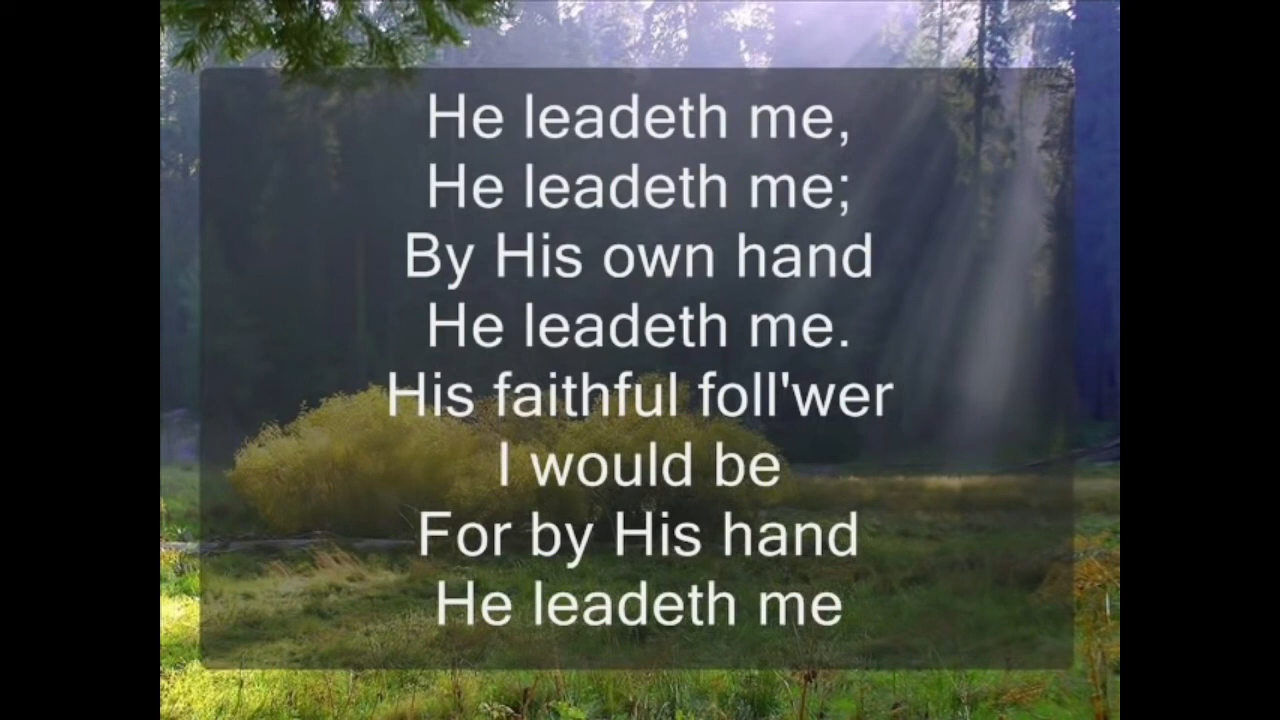 He leadeth me,
He leadeth me;
By His own hand
He leadeth me.
His faithful foll'wer
I would be
For by His hand
He leadeth me